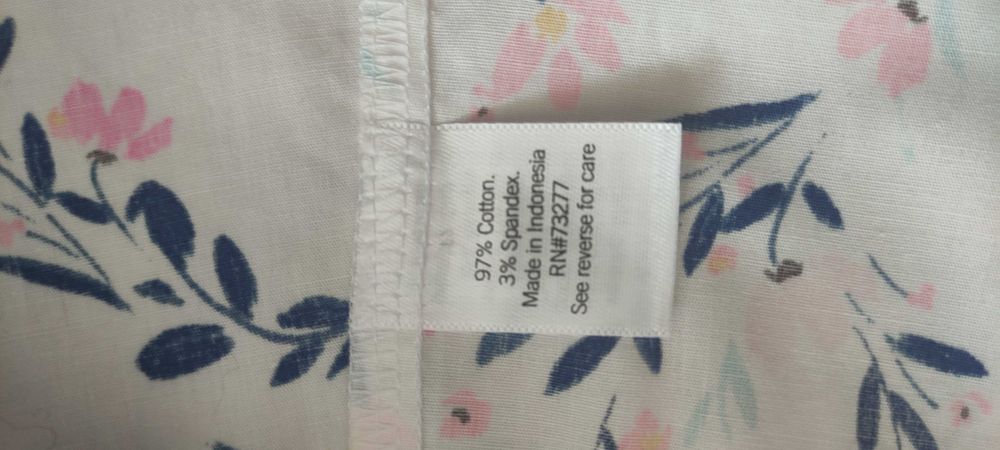 97% Cotton.
3% Spandex.
Made in Indonesia
RN#73277
See reverse for care